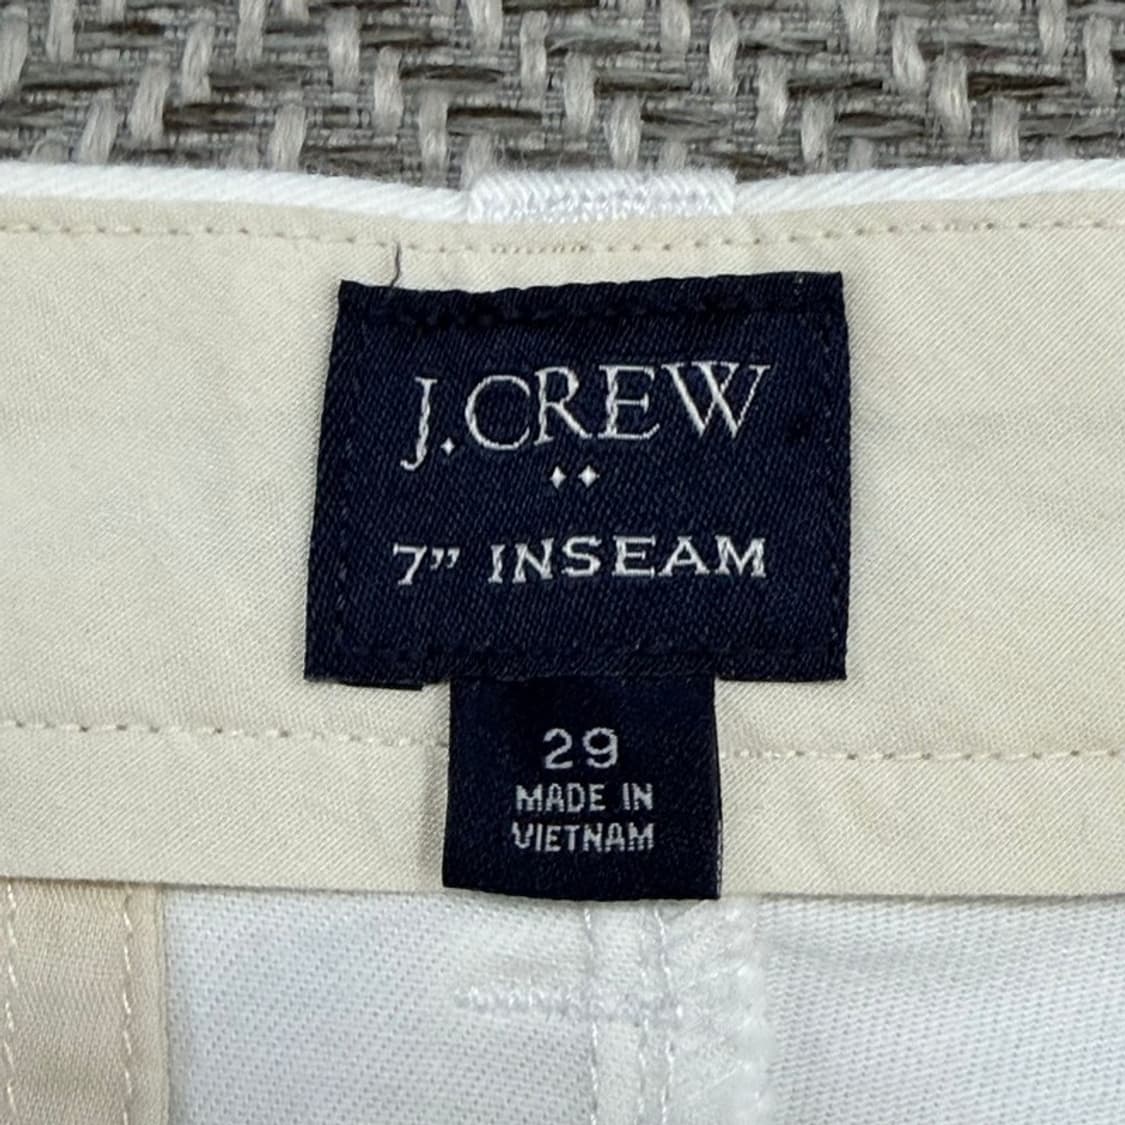 J.CREW
7” INSEAM
29
MADE IN
VIETNAM